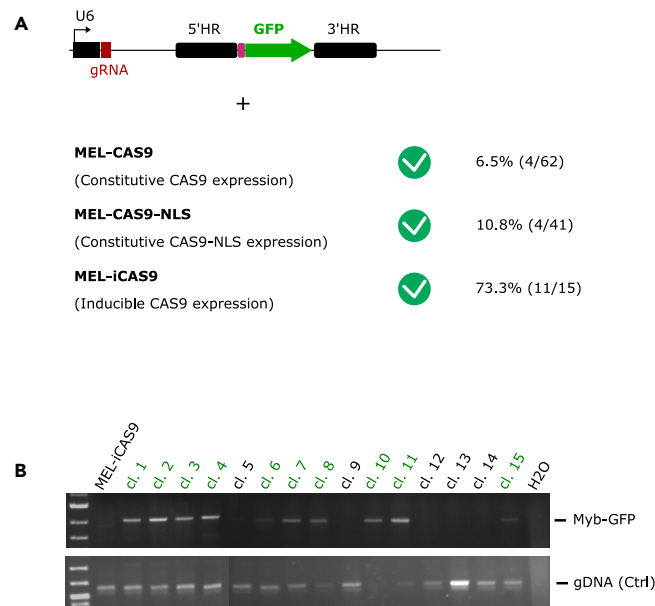 A
U6
5'HR
GFP
3'HR
gRNA
+
MEL-CAS9
(Constitutive CAS9 expression)
6.5% (4/62)
MEL-CAS9-NLS
(Constitutive CAS9-NLS expression)
10.8% (4/41)
MEL-iCAS9
(Inducible CAS9 expression)
73.3% (11/15)
B
MEL-iCAS9
cl. 1
cl. 2
cl. 3
cl. 4
cl. 5
cl. 6
cl. 7
cl. 8
cl. 9
cl. 10
cl. 11
cl. 12
cl. 13
cl. 14
cl. 15
H2O
Myb-GFP
gDNA (Ctrl)